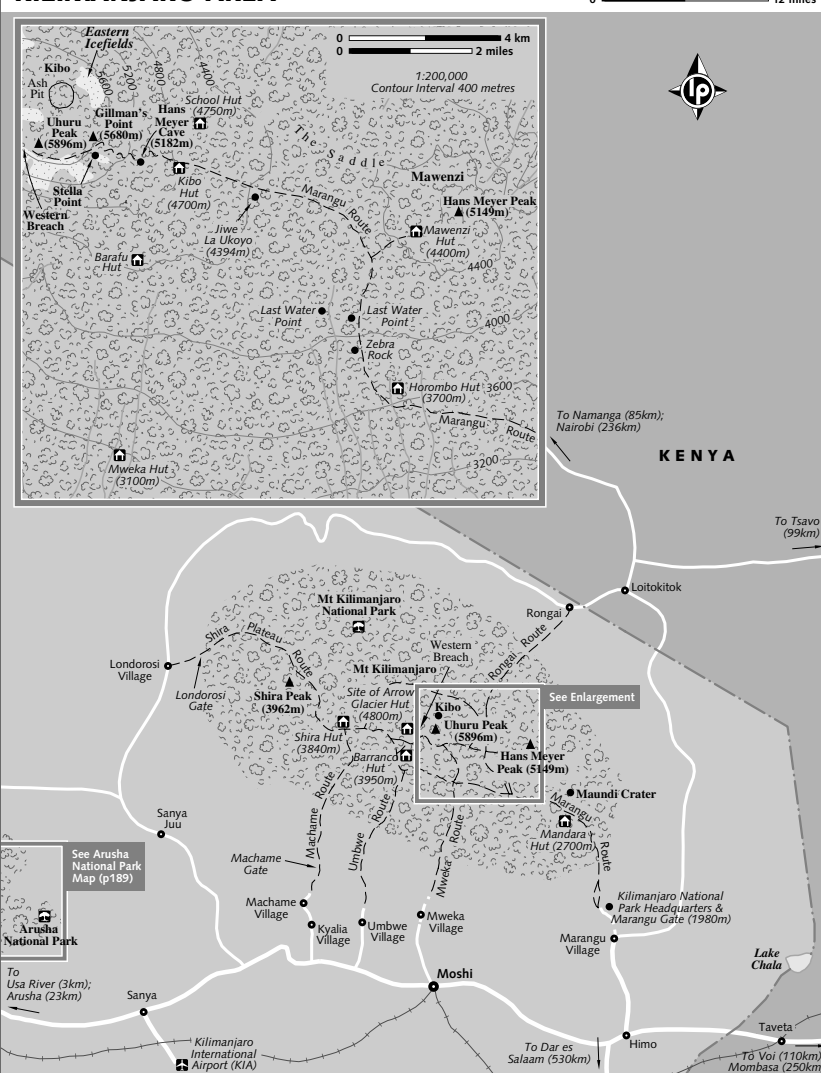 12 miles
0
Eastern
Icefields
0 4 km
0 2 miles
1:200,000
Contour Interval 400 metres
Kibo
Ash
Pit
5600
5200
4800
4400
School Hut
(4750m)
Uhuru
Peak
(5896m)
Gillman's
Point
(5680m)
Hans
Meyer
Cave
(5182m)
The Saddle
Mawenzi
Kibo
Hut
(4700m)
Stella
Point
Western
Breach
Marangu Route
Hans Meyer Peak
(5149m)
Jiwe
La Ukoyo
(4394m)
Mawenzi
Hut
(4400m)
Barafu
Hut
4400
Last Water
Point
Last Water
Point
4000
Zebra
Rock
Horombo Hut
(3700m)
3600
Marangu Route
Mweka Hut
(3100m)
3200
lp
To Namanga (85km);
Nairobi (236km)
KENYA
To Tsavo
(99km)
Loitokitok
Rongai
Mt Kilimanjaro
National Park
Shira Plateau Route
Rongai Route
Western
Breach
Londorosi
Village
Londorosi
Gate
Mt Kilimanjaro
Shira Peak
(3962m)
Site of Arrow
Glacier Hut
(4800m)
See Enlargement
Kibo
Uhuru Peak
(5896m)
Shira Hut
(3840m)
Barranco
Hut
(3950m)
Hans Meyer
Peak (5149m)
Maundi Crater
Marangu Route
Mandara
Hut (2700m)
Sanya
Juu
Machame Route
Umbwe Route
Mweka Route
See Arusha
National Park
Map (p189)
Machame
Gate
Arusha
National Park
Machame
Village
Kyalia
Village
Umbwe
Village
Mweka
Village
Kilimanjaro National
Park Headquarters &
Marangu Gate (1980m)
Marangu
Village
Lake
Chala
To
Usa River (3km);
Arusha (23km)
Moshi
Sanya
Kilimanjaro
International
Airport (KIA)
To Dar es
Salaam (530km)
Himo
Taveta
To Voi (110km)
Mombasa (250km